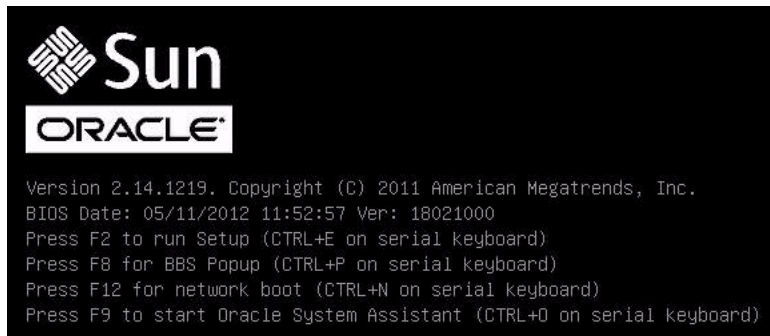 Sun
ORACLE
Version 2.14.1219. Copyright (C) 2011 American Megatrends, Inc.
BIOS Date: 05/11/2012 11:52:57 Ver: 18021000
Press F2 to run Setup (CTRL+E on serial keyboard)
Press F8 for BBS Popup (CTRL+P on serial keyboard)
Press F12 for network boot (CTRL+N on serial keyboard)
Press F9 to start Oracle System Assistant (CTRL+O on serial keyboard)